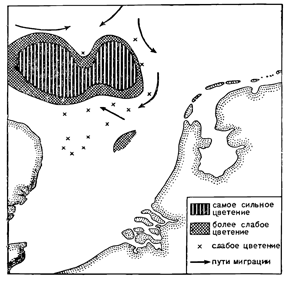 самое сильное
цветение
более слабое
цветение
слабое цветение
пути миграции